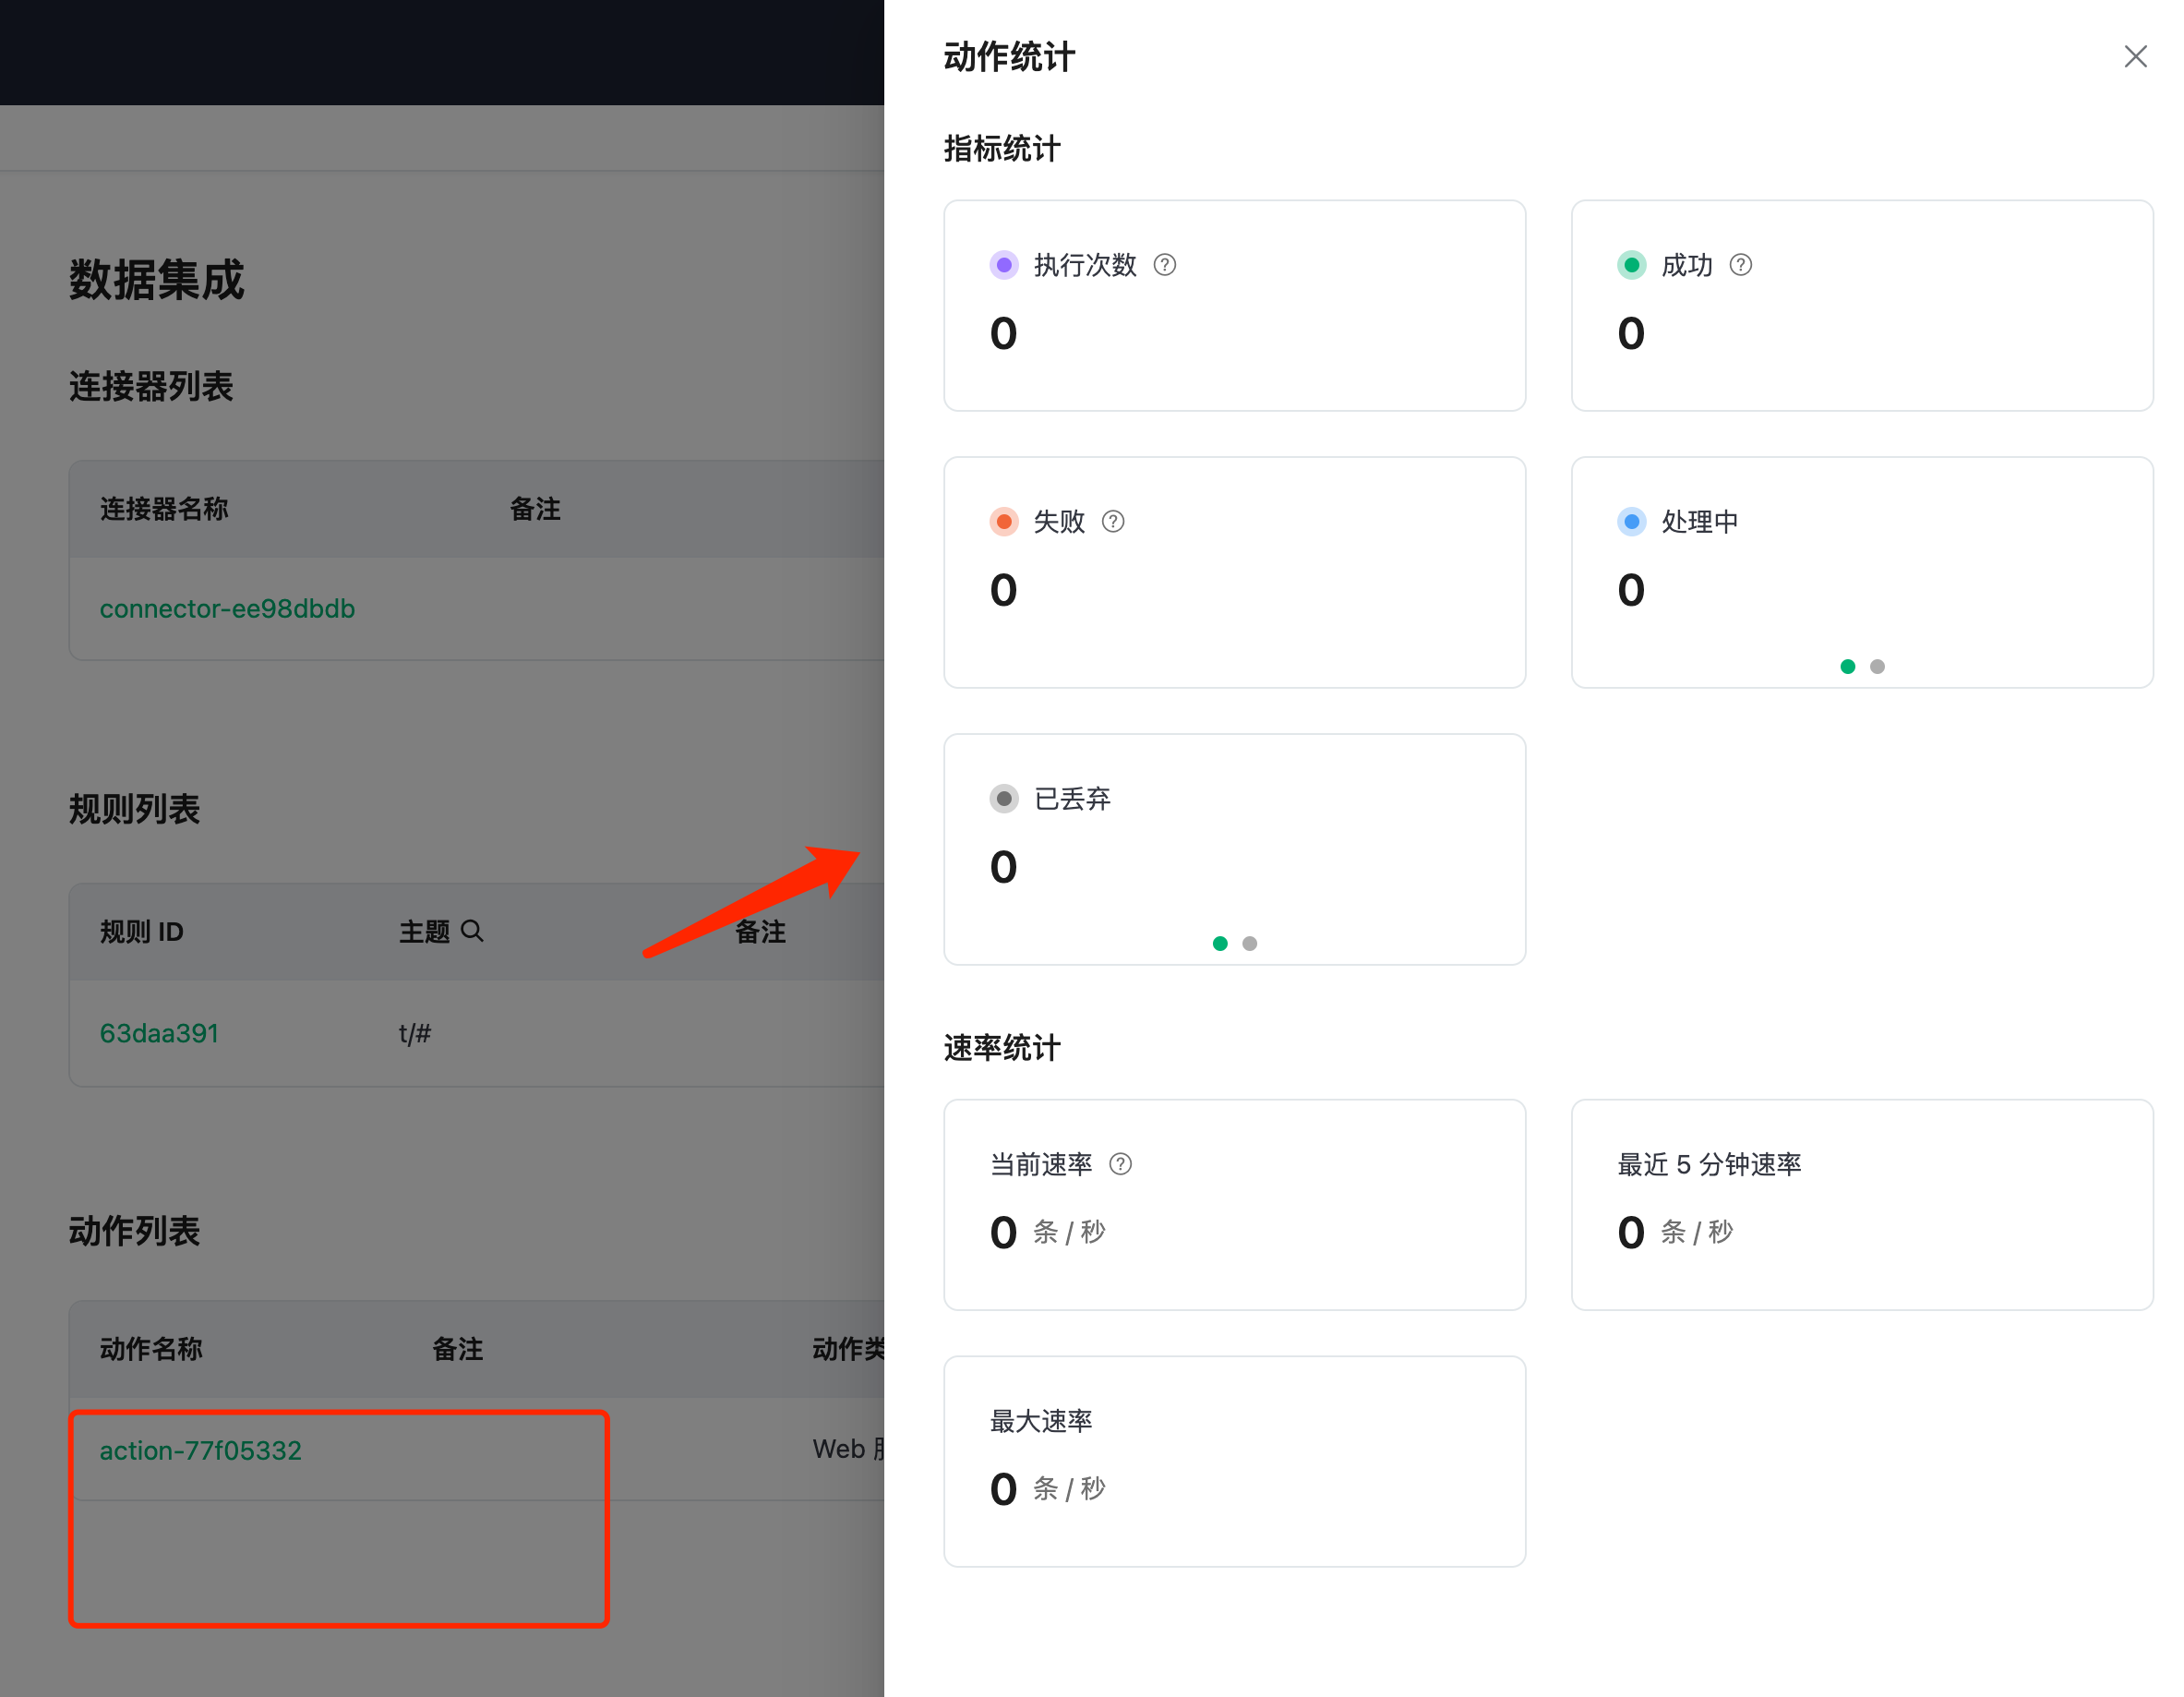 数据集成
连接器列表
连接器名称 备注
connector-ee98dbdb
规则列表
规则 ID 主题 备注
63daa391 t/#
动作列表
动作名称 备注 动作类
action-77f05332 Web
动作统计
指标统计
执行次数
0
成功
0
失败
0
处理中
0
已丢弃
0
速率统计
当前速率
0 条 / 秒
最近 5 分钟速率
0 条 / 秒
最大速率
0 条 / 秒